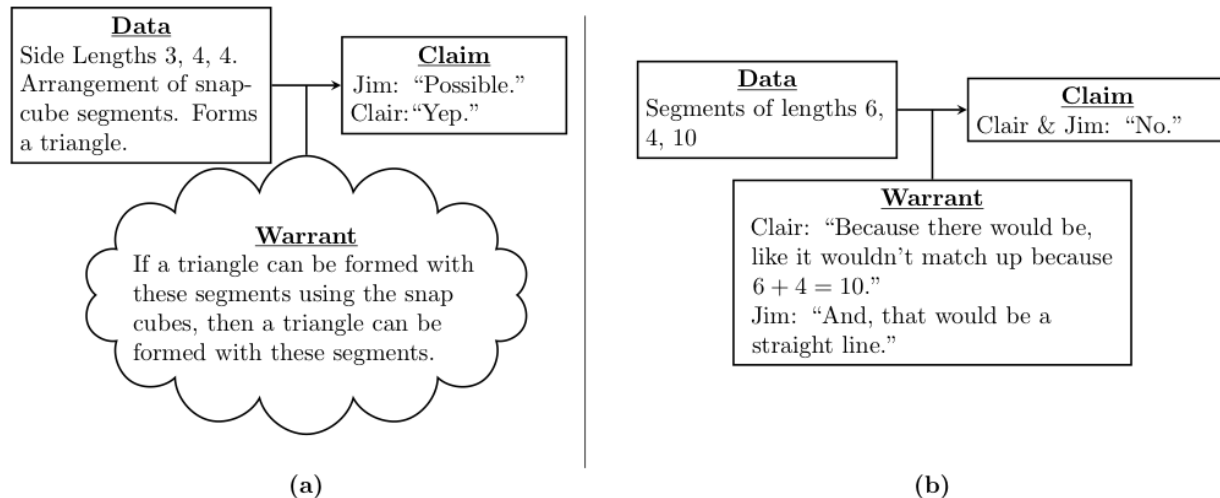 Data
Side Lengths 3, 4, 4.
Arrangement of snap-
cube segments. Forms
a triangle.
Claim
Jim: “Possible.”
Clair:“Yep.”
Warrant
If a triangle can be formed with
these segments using the snap
cubes, then a triangle can be
formed with these segments.
(a)
Data
Segments of lengths 6,
4, 10
Claim
Clair & Jim: “No.”
Warrant
Clair: “Because there would be,
like it wouldn’t match up because
6 + 4 = 10.”
Jim: “And, that would be a
straight line.”
(b)